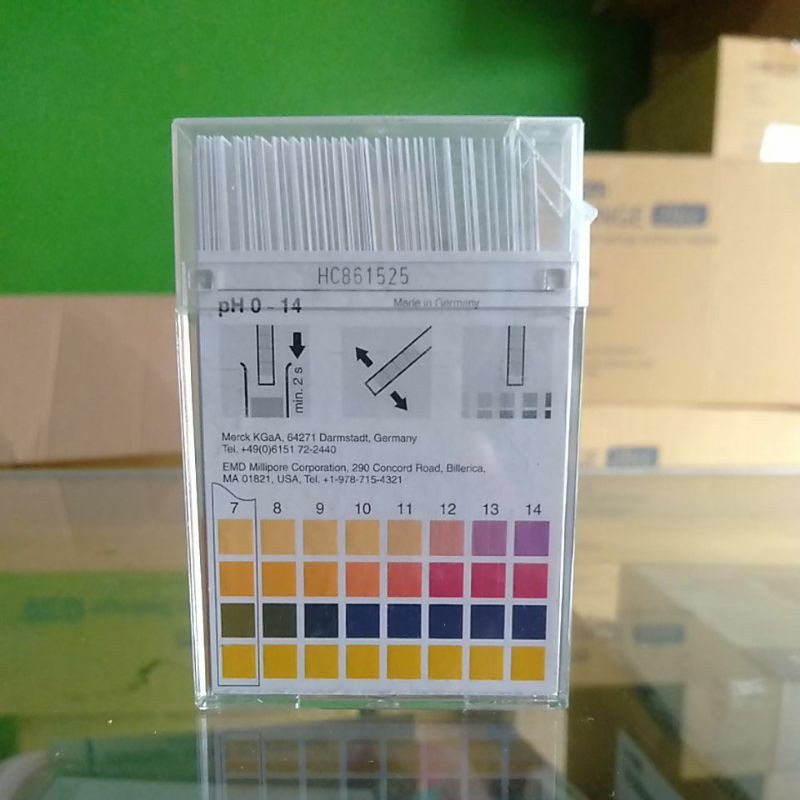 HC861525
pH 0 - 14
Made in Germany
min. 2 s
Merck KGaA, 64271 Darmstadt, Germany
Tel. +49(0)6151 72-2440
EMD Millipore Corporation, 290 Concord Road, Billerica,
MA 01821, USA, Tel. +1-978-715-4321
7 8 9 10 11 12 13 14